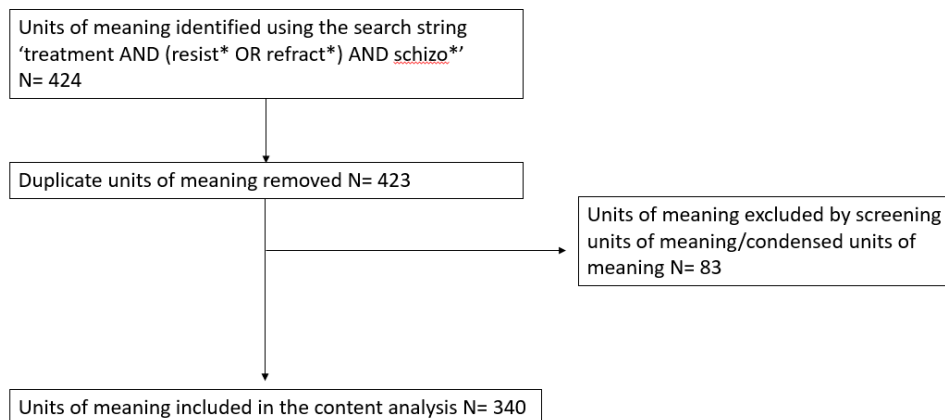 Units of meaning identified using the search string
‘treatment AND (resist* OR refract*) AND schizo*’
N= 424
Duplicate units of meaning removed N= 423
Units of meaning excluded by screening
units of meaning/condensed units of
meaning N= 83
Units of meaning included in the content analysis N= 340